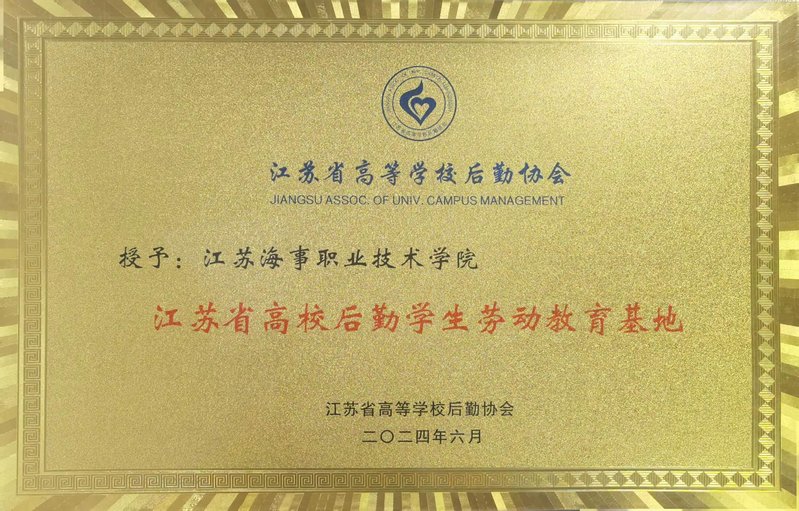 江苏省高等学校后勤协会
JIANGSU ASSOC. OF UNIV. CAMPUS MANAGEMENT
授予：江苏海事职业技术学院
江苏省高校后勤学生劳动教育基地
江苏省高等学校后勤协会
二〇二四年六月